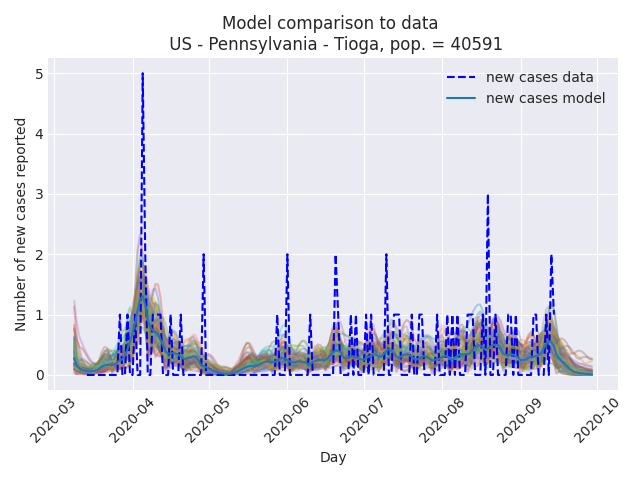 Model comparison to data
US - Pennsylvania - Tioga, pop. = 40591
new cases data
new cases model
Number of new cases reported
5
4
3
2
1
0
2020-03
2020-04
2020-05
2020-06
2020-07
2020-08
2020-09
2020-10
Day